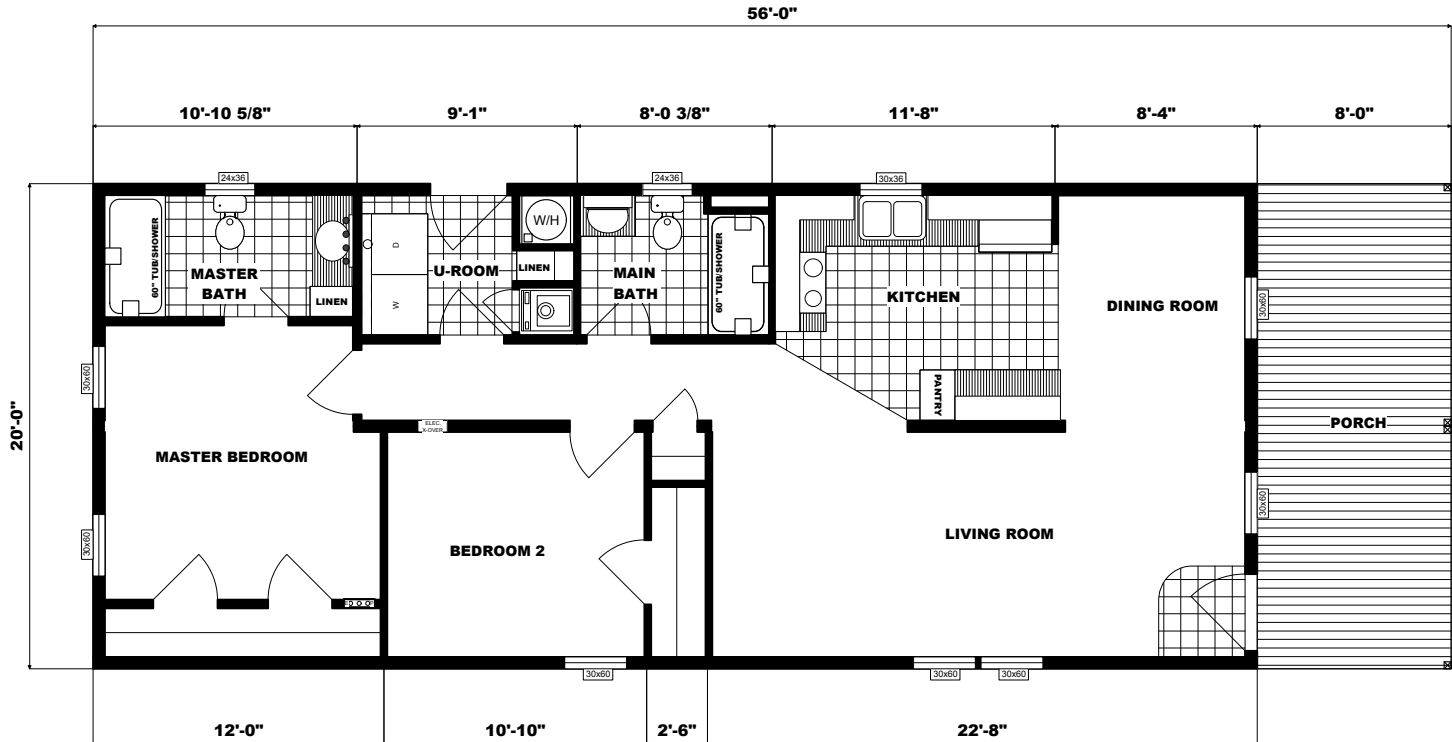 56'-0"
10'-10 5/8"
9'-1"
8'-0 3/8"
11'-8"
8'-4"
8'-0"
24x36
24x36
30x36
60" TUB/SHOWER
MASTER
BATH
LINEN
D
W
U-ROOM
W/H
LINEN
MAIN
BATH
60" TUB/SHOWER
KITCHEN
DINING ROOM
30x60
30x60
20'-0"
PANTRY
ELEC.
X-OVER
PORCH
MASTER BEDROOM
30x60
BEDROOM 2
LIVING ROOM
30x60
30x60
30x60
30x60
12'-0"
10'-10"
2'-6"
22'-8"